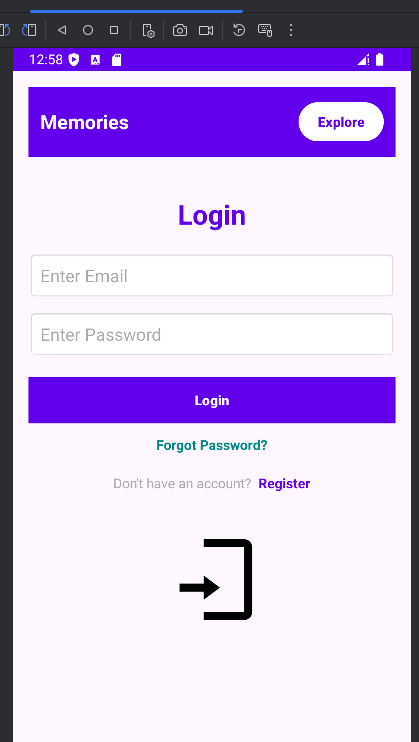 12:58
Memories
Explore
Login
Enter Email
Enter Password
Login
Forgot Password?
Don't have an account? Register